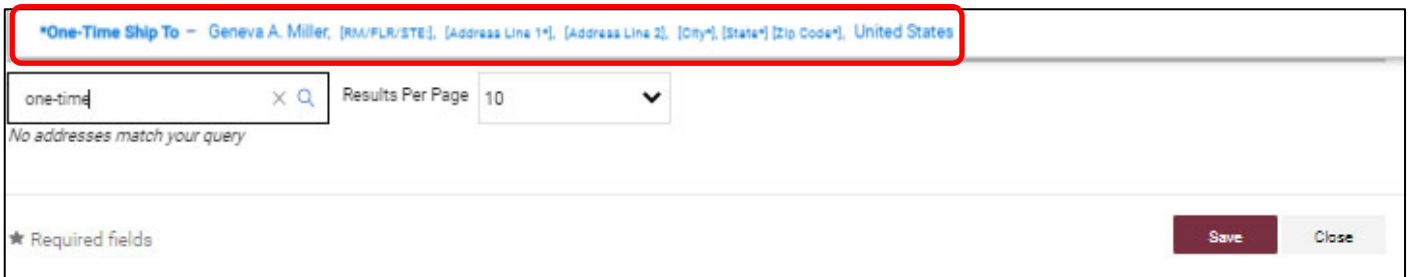 *One-Time Ship To – Geneva A. Miller, [RM/FLR/STE:], [Address Line 1*], [Address Line 2], [City*], [State*] [Zip Code*], United States
one-time
Results Per Page 10
No addresses match your query
★ Required fields
Save Close